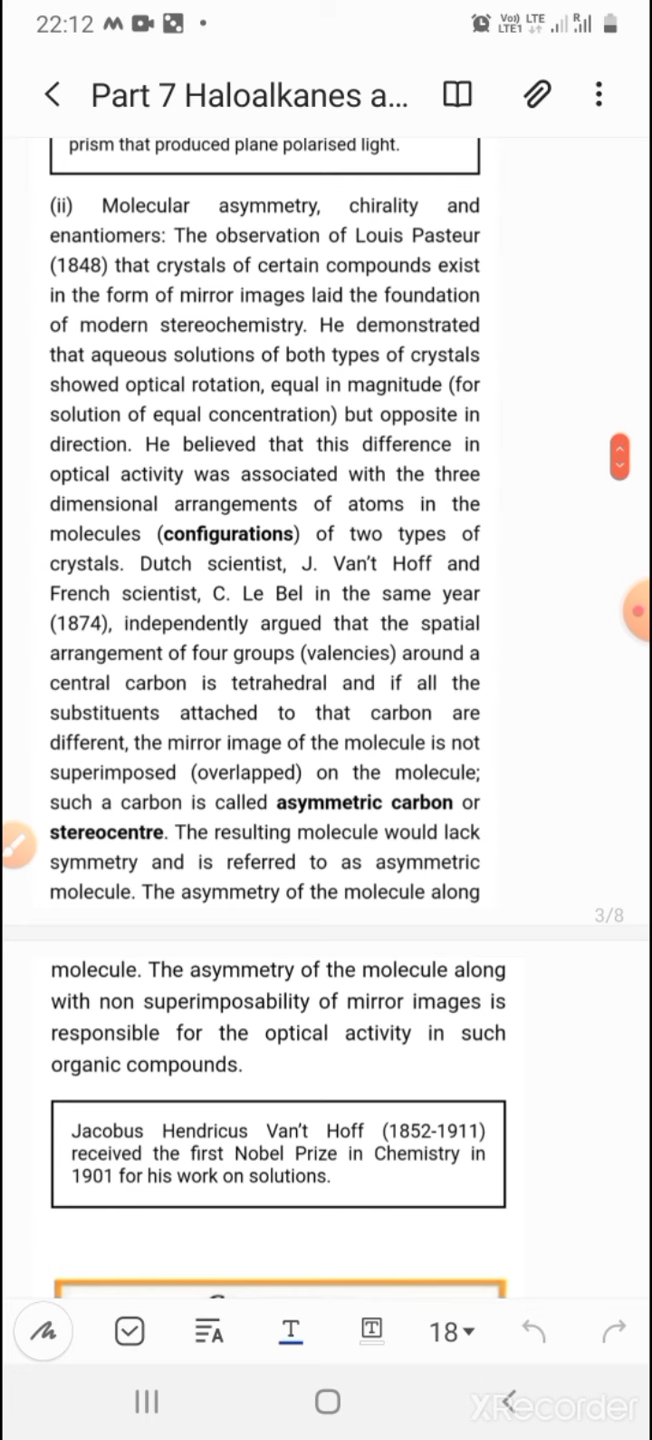 22:12
Vo)) LTE
LTE1
R
Part 7 Haloalkanes a...
prism that produced plane polarised light.
(ii) Molecular asymmetry, chirality and
enantiomers: The observation of Louis Pasteur
(1848) that crystals of certain compounds exist
in the form of mirror images laid the foundation
of modern stereochemistry. He demonstrated
that aqueous solutions of both types of crystals
showed optical rotation, equal in magnitude (for
solution of equal concentration) but opposite in
direction. He believed that this difference in
optical activity was associated with the three
dimensional arrangements of atoms in the
molecules (configurations) of two types of
crystals. Dutch scientist, J. Van't Hoff and
French scientist, C. Le Bel in the same year
(1874), independently argued that the spatial
arrangement of four groups (valencies) around a
central carbon is tetrahedral and if all the
substituents attached to that carbon are
different, the mirror image of the molecule is not
superimposed (overlapped) on the molecule;
such a carbon is called asymmetric carbon or
stereocentre. The resulting molecule would lack
symmetry and is referred to as asymmetric
molecule. The asymmetry of the molecule along
3/8
molecule. The asymmetry of the molecule along
with non superimposability of mirror images is
responsible for the optical activity in such
organic compounds.
Jacobus Hendricus Van't Hoff (1852-1911)
received the first Nobel Prize in Chemistry in
1901 for his work on solutions.
18
XRecorder